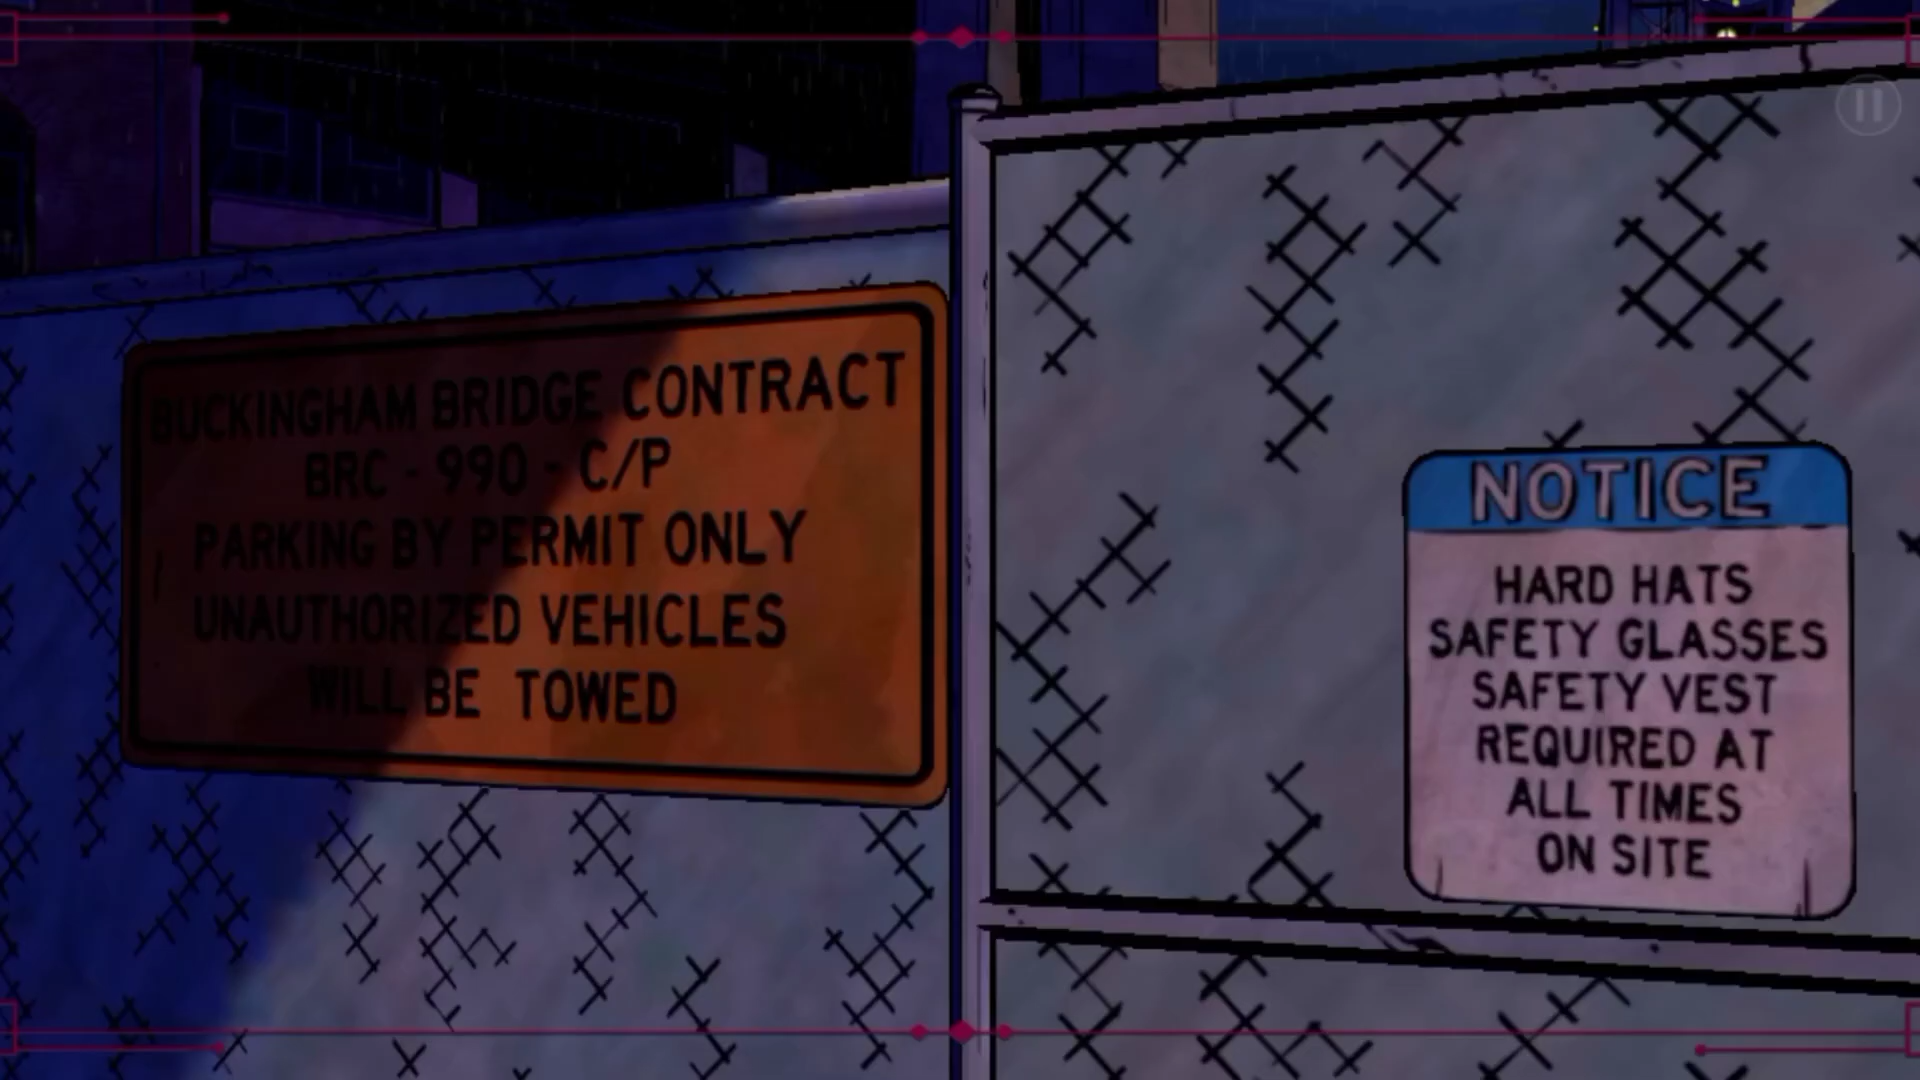 BUCKINGHAM BRIDGE CONTRACT
BRC - 990 - C/P
PARKING BY PERMIT ONLY
UNAUTHORIZED VEHICLES
WILL BE TOWED
NOTICE
HARD HATS
SAFETY GLASSES
SAFETY VEST
REQUIRED AT
ALL TIMES
ON SITE